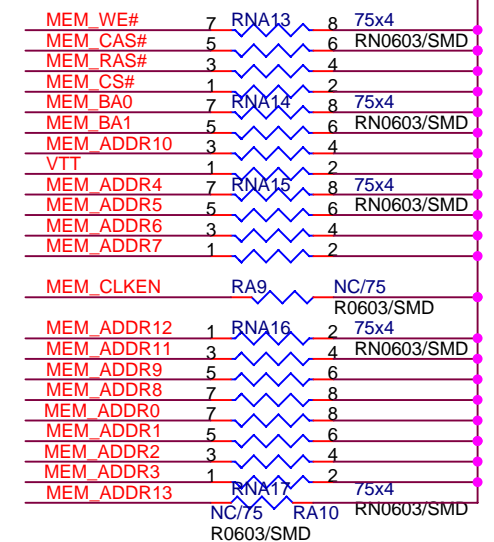 MEM_WE# 7 RNA13 8 75x4
MEM_CAS# 5 6 RN0603/SMD
MEM_RAS# 3 4
MEM_CS# 1 2
MEM_BA0 7 RNA14 8 75x4
MEM_BA1 5 6 RN0603/SMD
MEM_ADDR10 3 4
VTT 1 2
MEM_ADDR4 7 RNA15 8 75x4
MEM_ADDR5 5 6 RN0603/SMD
MEM_ADDR6 3 4
MEM_ADDR7 1 2
MEM_CLKEN RA9 NC/75
R0603/SMD
MEM_ADDR12 1 RNA16 2 75x4
MEM_ADDR11 3 4 RN0603/SMD
MEM_ADDR9 5 6
MEM_ADDR8 7 8
MEM_ADDR0 7 8
MEM_ADDR1 5 6
MEM_ADDR2 3 4
MEM_ADDR3 1 2
MEM_ADDR13 RNA17 75x4
NC/75 RA10 RN0603/SMD
R0603/SMD